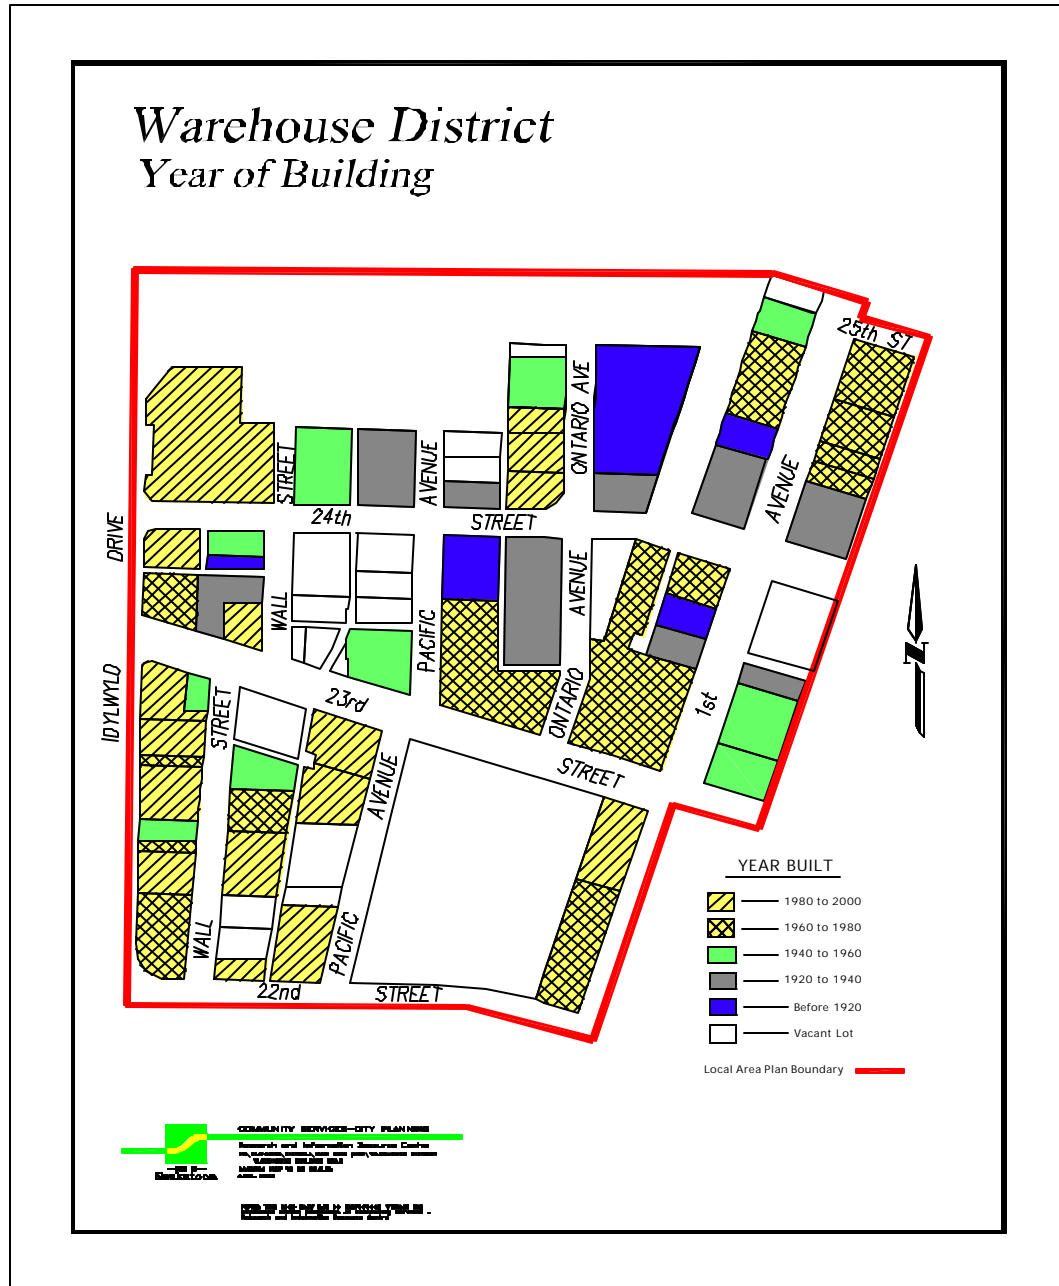 Warehouse District
Year of Building
25th ST
ONTARIO AVE
STREET
AVENUE
AVENUE
24th
STREET
DRIVE
AVENUE
WALL
PACIFIC
N
IDYLWYLD
STREET
23rd
ONTARIO
1st
STREET
AVENUE
YEAR BUILT
1980 to 2000
1960 to 1980
1940 to 1960
1920 to 1940
Before 1920
Vacant Lot
Local Area Plan Boundary
WALL
PACIFIC
22nd
STREET
COMMUNITY SERVICES-CITY PLANNING
Research and Information Resource Centre
Saskatoon